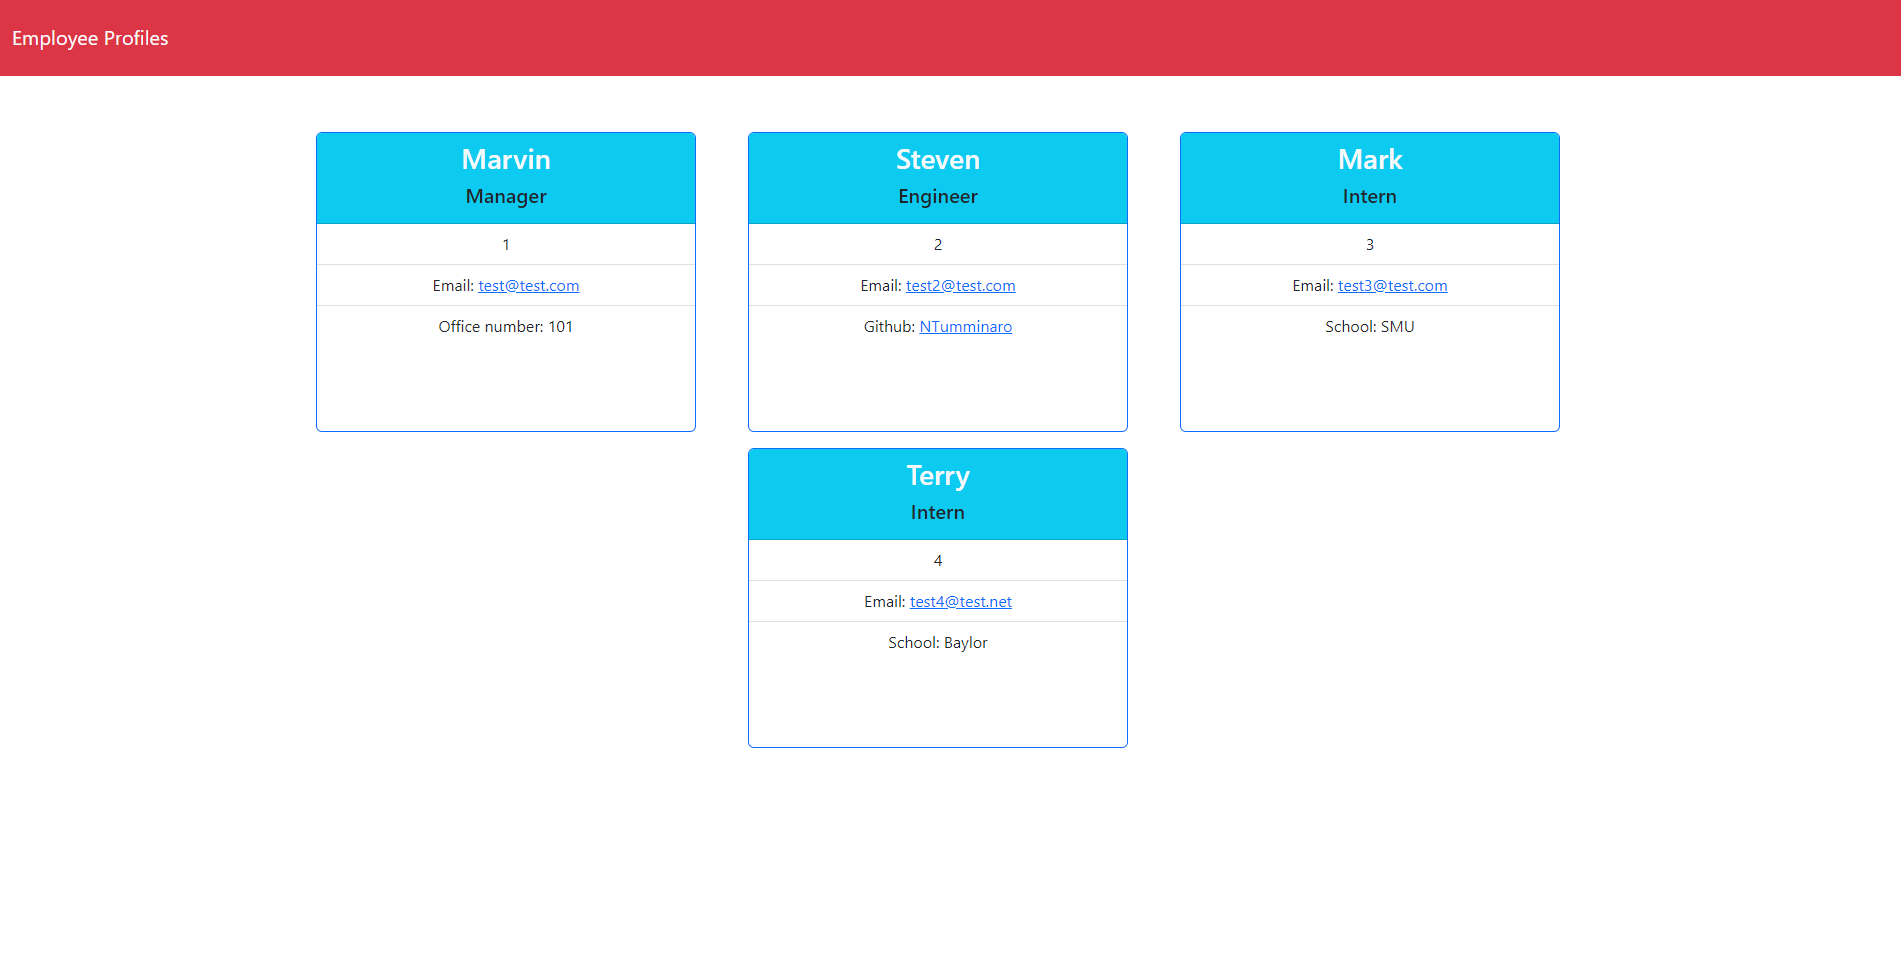 Employee Profiles
Marvin
Manager
1
Email: test@test.com
Office number: 101
Steven
Engineer
2
Email: test2@test.com
Github: NTumminaro
Mark
Intern
3
Email: test3@test.com
School: SMU
Terry
Intern
4
Email: test4@test.net
School: Baylor